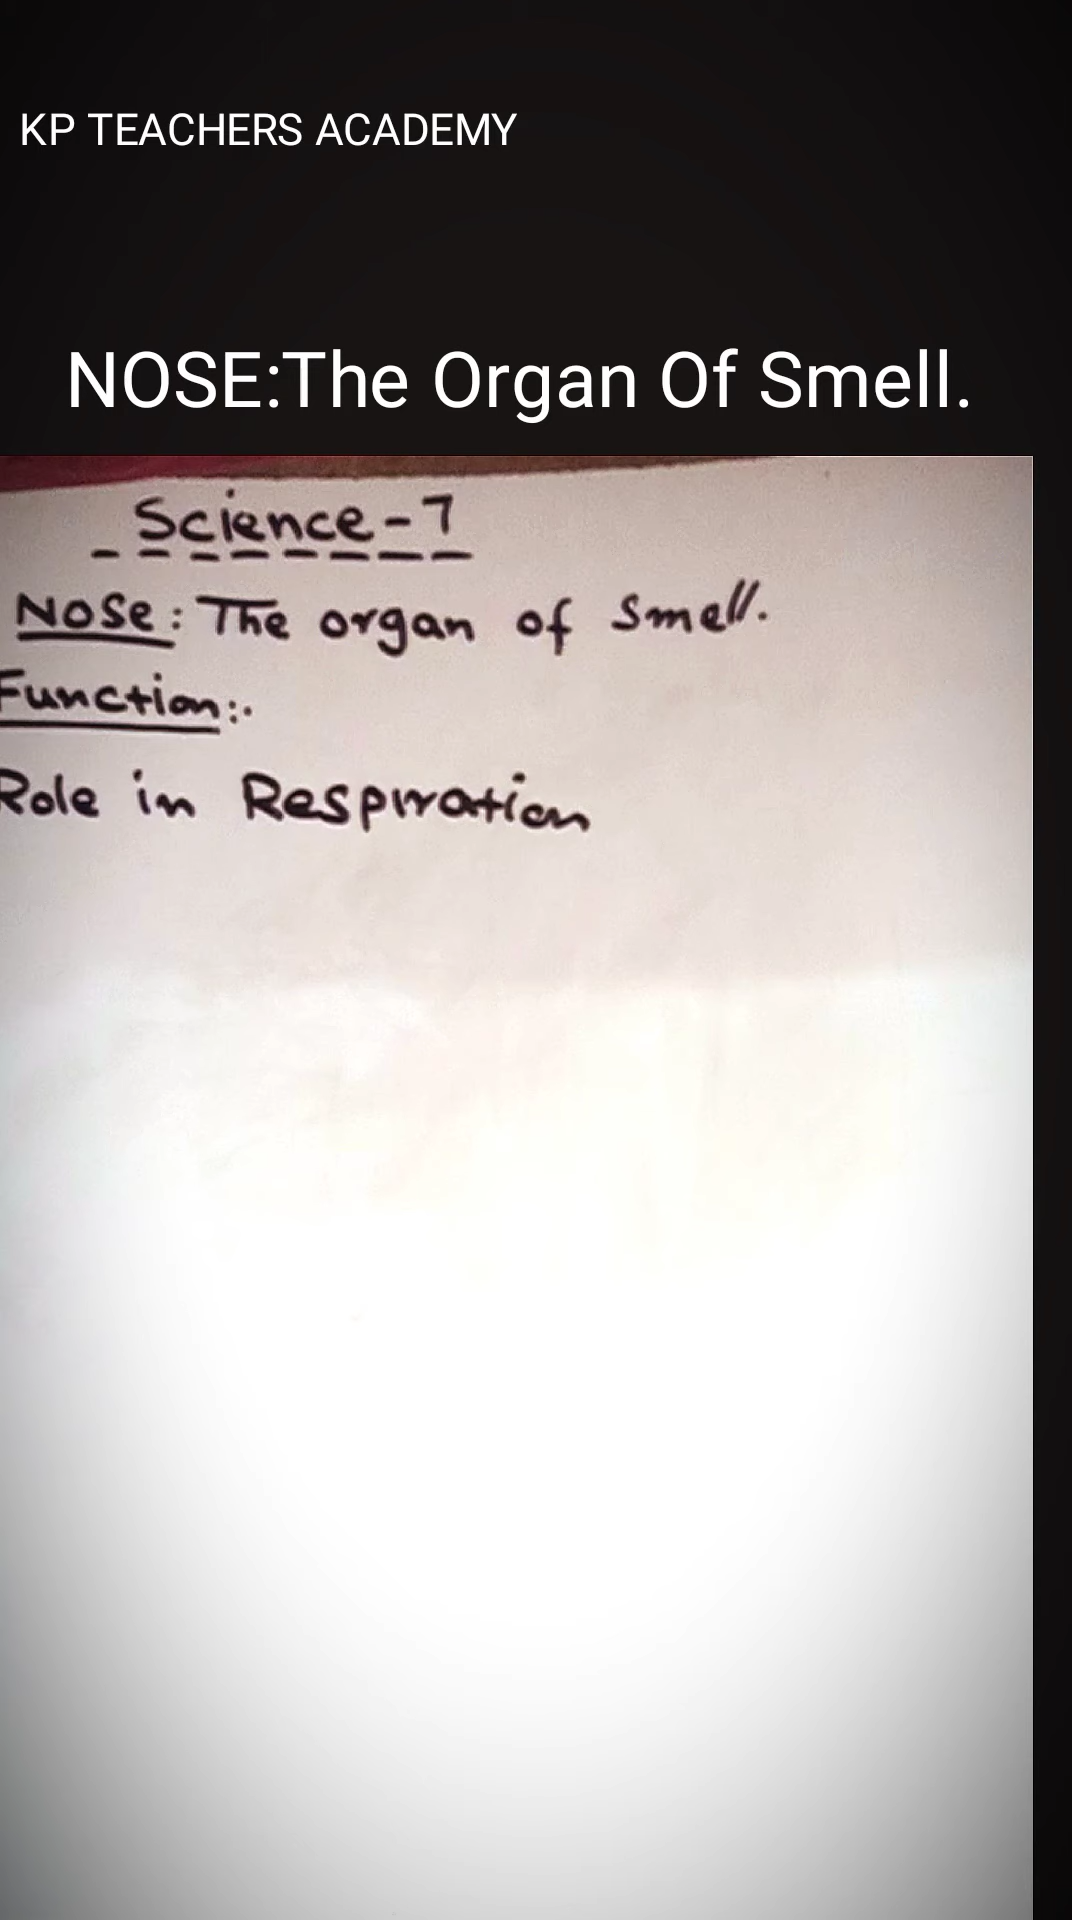 KP TEACHERS ACADEMY
NOSE:The Organ Of Smell.
Science-7
Nose: The organ of smell.
Function:.
Role in Respiration